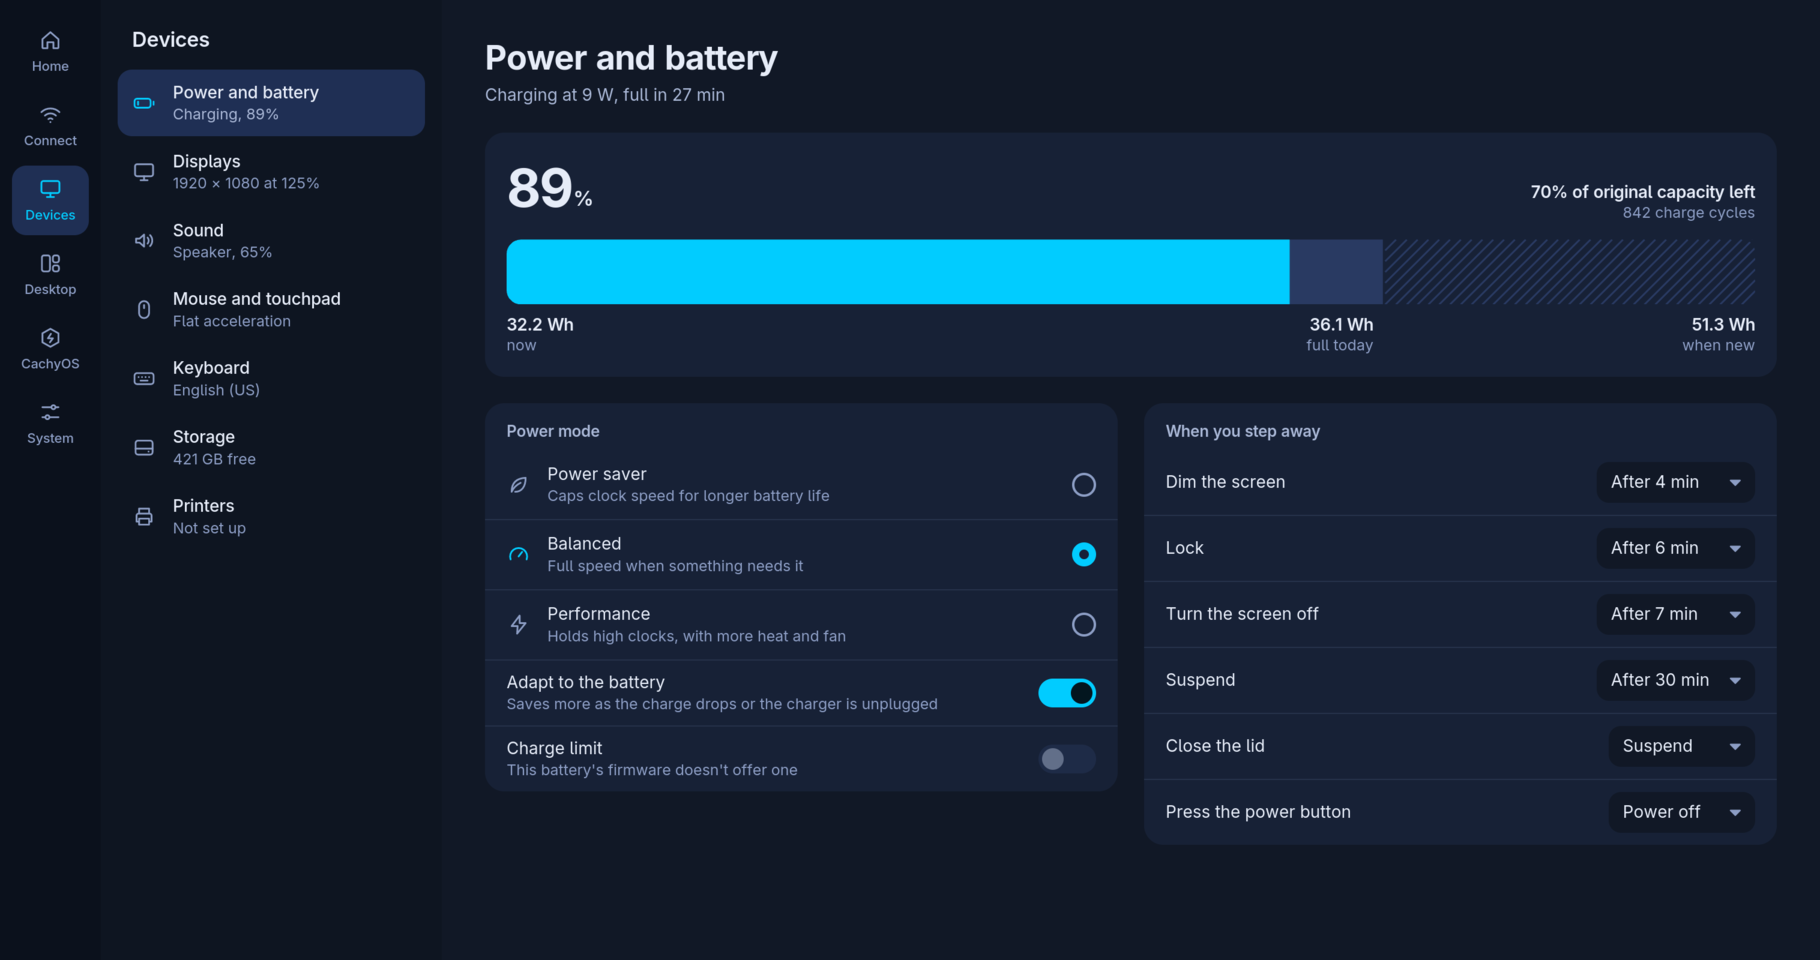 Home
Connect
Devices
Desktop
CachyOS
System
Devices
Power and battery
Charging, 89%
Displays
1920 × 1080 at 125%
Sound
Speaker, 65%
Mouse and touchpad
Flat acceleration
Keyboard
English (US)
Storage
421 GB free
Printers
Not set up
Power and battery
Charging at 9 W, full in 27 min
89%
70% of original capacity left
842 charge cycles
32.2 Wh
now
36.1 Wh
full today
51.3 Wh
when new
Power mode
Power saver
Caps clock speed for longer battery life
Balanced
Full speed when something needs it
Performance
Holds high clocks, with more heat and fan
Adapt to the battery
Saves more as the charge drops or the charger is unplugged
Charge limit
This battery's firmware doesn't offer one
When you step away
Dim the screen After 4 min
Lock After 6 min
Turn the screen off After 7 min
Suspend After 30 min
Close the lid Suspend
Press the power button Power off